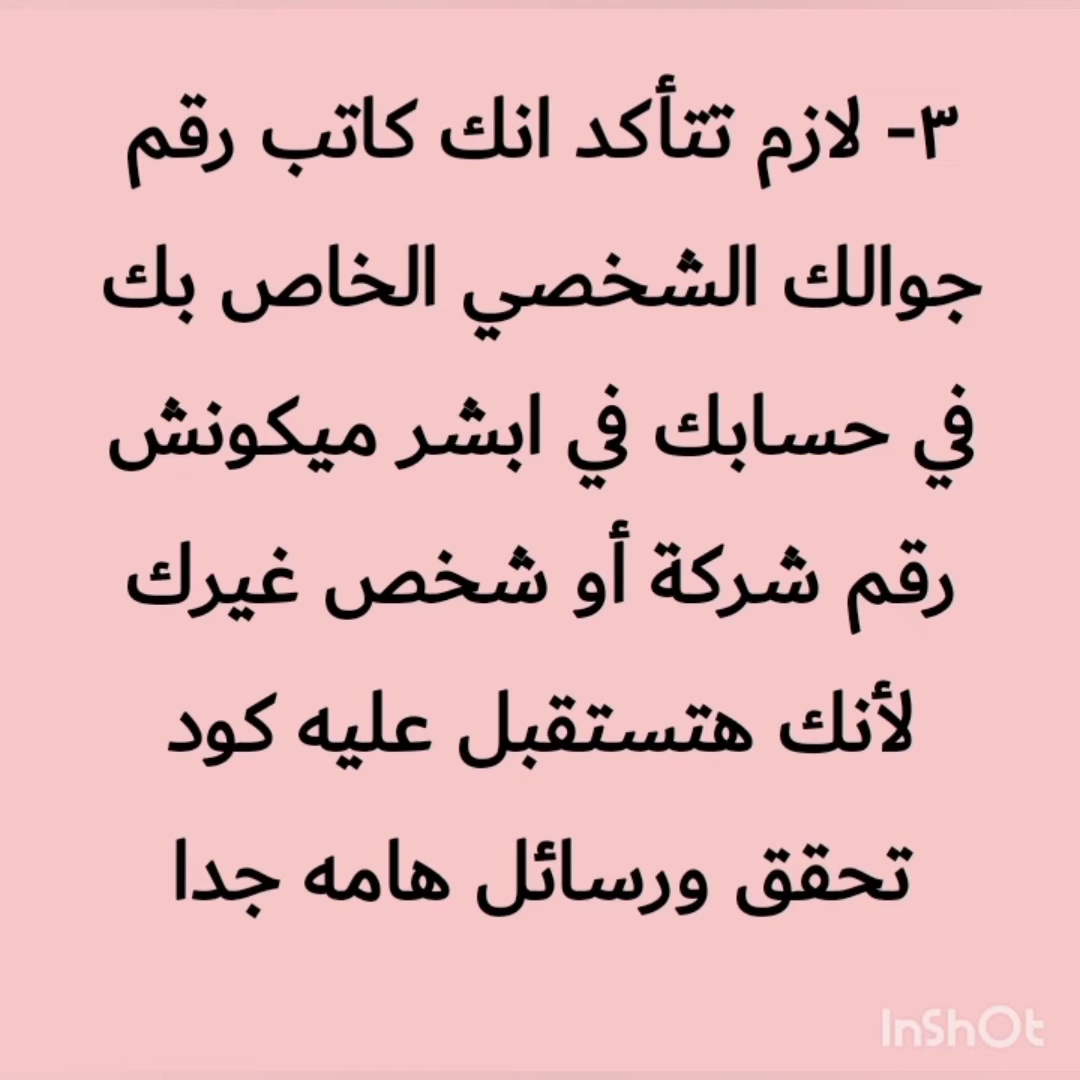 ٣- لازم تتأكد انك كاتب رقم
جوالك الشخصي الخاص بك
في حسابك في ابشر ميكونش
رقم شركة أو شخص غيرك
لأنك هتستقبل عليه كود
تحقق ورسائل هامه جدا
InShOt